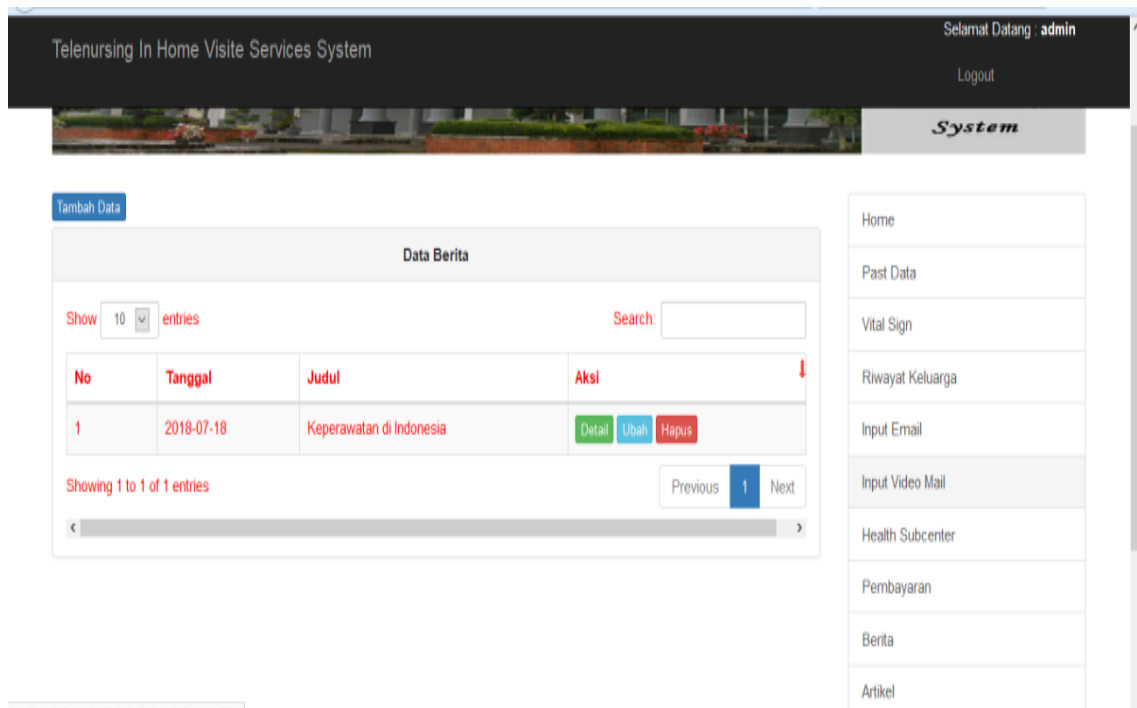 Telenursing In Home Visite Services System
Selamat Datang : admin
Logout
System
Tambah Data
Data Berita
Show 10 entries
Search:
No Tanggal Judul Aksi
1 2018-07-18 Keperawatan di Indonesia Detail Ubah Hapus
Showing 1 to 1 of 1 entries
Previous 1 Next
Home
Past Data
Vital Sign
Riwayat Keluarga
Input Email
Input Video Mail
Health Subcenter
Pembayaran
Berita
Artikel